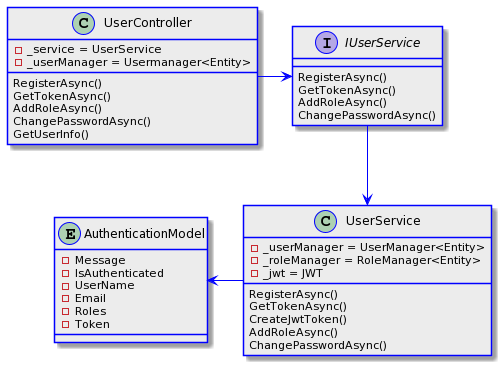 C UserController
_service = UserService
_userManager = Usermanager<Entity>
RegisterAsync()
GetTokenAsync()
AddRoleAsync()
ChangePasswordAsync()
GetUserInfo()
I IUserService
RegisterAsync()
GetTokenAsync()
AddRoleAsync()
ChangePasswordAsync()
E AuthenticationModel
Message
IsAuthenticated
UserName
Email
Roles
Token
C UserService
_userManager = UserManager<Entity>
_roleManager = RoleManager<Entity>
_jwt = JWT
RegisterAsync()
GetTokenAsync()
CreateJwtToken()
AddRoleAsync()
ChangePasswordAsync()